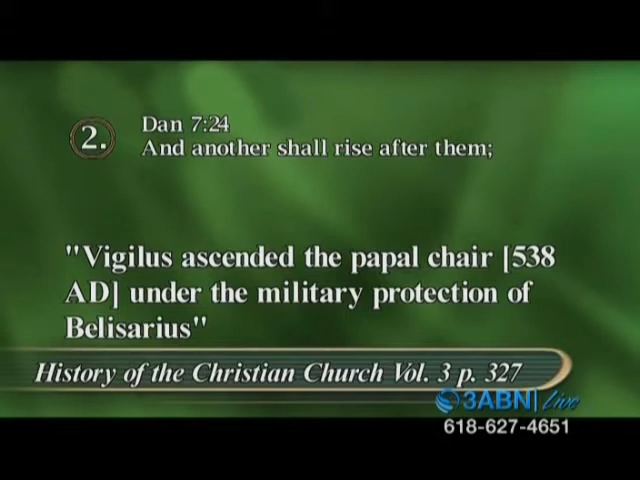 2.
Dan 7:24
And another shall rise after them;
"Vigilus ascended the papal chair [538
AD] under the military protection of
Belisarius"
History of the Christian Church Vol. 3 p. 327
3ABN Live
618-627-4651